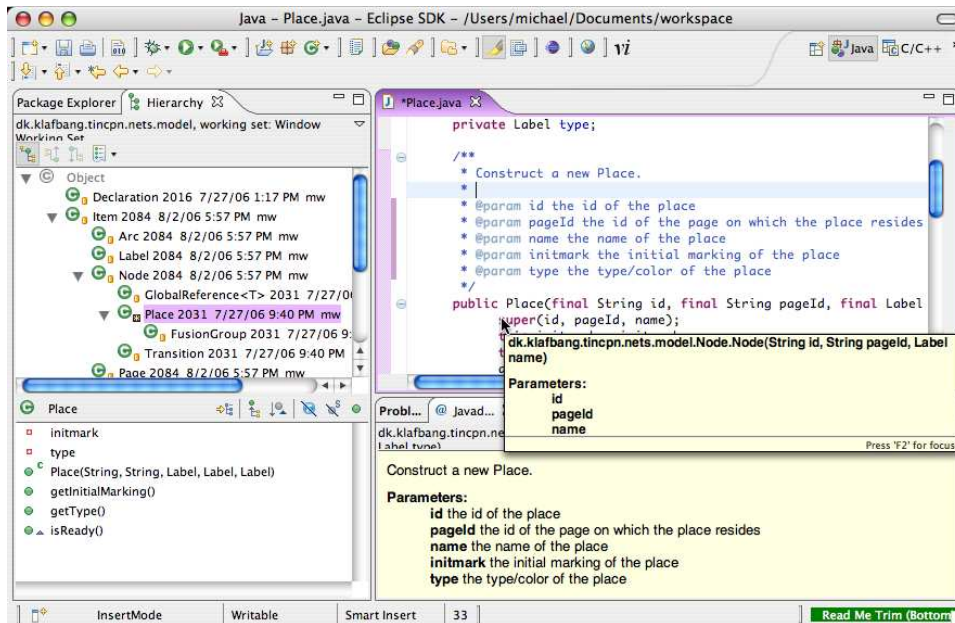 Java - Place.java - Eclipse SDK - /Users/michael/Documents/workspace
vi
Java C/C++
Package Explorer Hierarchy
dk.klafbang.tincpn.nets.model, working set: Window
Working Set
Object
Declaration 2016 7/27/06 1:17 PM mw
Item 2084 8/2/06 5:57 PM mw
Arc 2084 8/2/06 5:57 PM mw
Label 2084 8/2/06 5:57 PM mw
Node 2084 8/2/06 5:57 PM mw
GlobalReference<T> 2031 7/27/0
Place 2031 7/27/06 9:40 PM mw
FusionGroup 2031 7/27/06 9:
Transition 2031 7/27/06 9:40 PM
Page 2084 8/2/06 5:57 PM mw
Place
initmark
type
Place(String, String, Label, Label, Label)
getInitialMarking()
getType()
isReady()
*Place.java
private Label type;
/**
* Construct a new Place.
*
* @param id the id of the place
* @param pageId the id of the page on which the place resides
* @param name the name of the place
* @param initmark the initial marking of the place
* @param type the type/color of the place
*/
public Place(final String id, final String pageId, final Label
super(id, pageId, name);
dk.klafbang.tincpn.nets.model.Node.Node(String id, String pageId, Label
name)
Parameters:
id
pageId
name
Press 'F2' for focus
Probl... @ Javad...
dk.klafbang.tincpn.ne
Label type)
Construct a new Place.
Parameters:
id the id of the place
pageId the id of the page on which the place resides
name the name of the place
initmark the initial marking of the place
type the type/color of the place
InsertMode Writable Smart Insert 33 Read Me Trim (Bottom